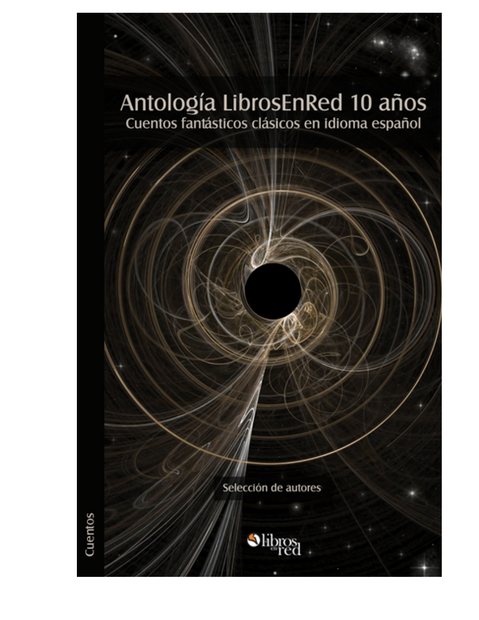 Antología LibrosEnRed 10 años
Cuentos fantásticos clásicos en idioma español
Selección de autores
Cuentos
libros
en
red